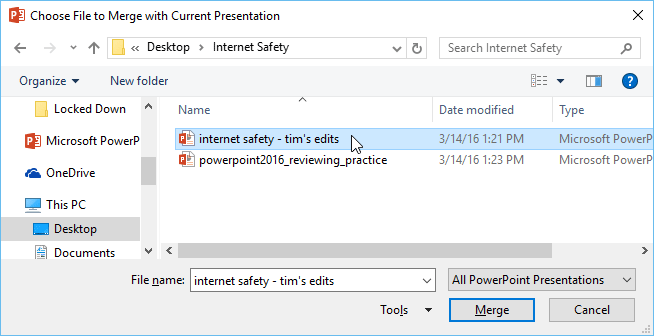 Choose File to Merge with Current Presentation
« Desktop > Internet Safety
Search Internet Safety
Organize New folder
Name Date modified Type
Locked Down
Microsoft PowerP
OneDrive
This PC
Desktop
Documents
internet safety - tim's edits 3/14/16 1:21 PM Microsoft PowerP
powerpoint2016_reviewing_practice 3/14/16 1:23 PM Microsoft PowerP
File name: internet safety - tim's edits All PowerPoint Presentations
Tools Merge Cancel